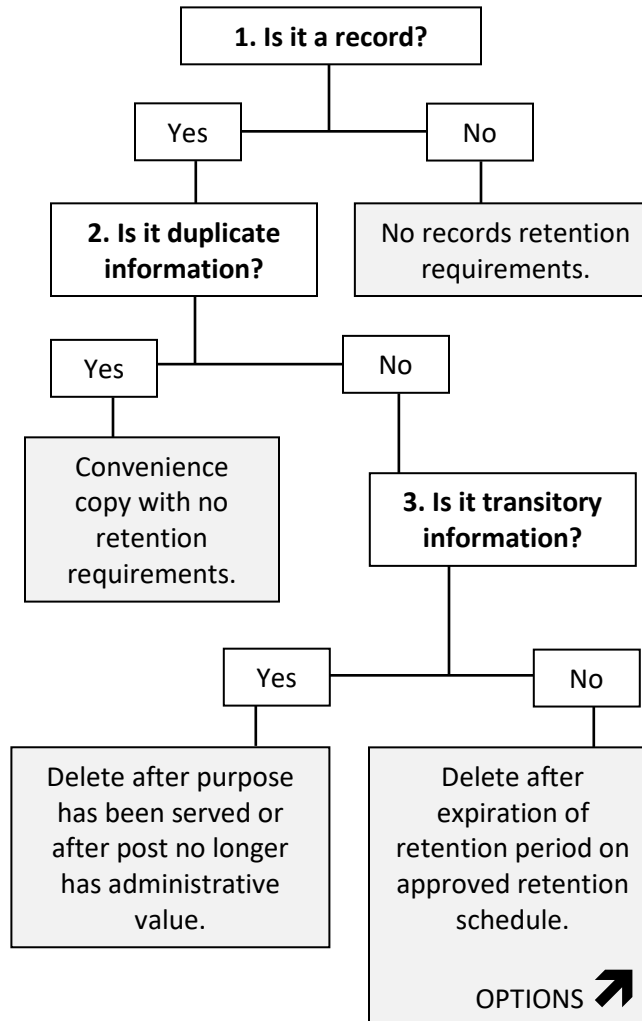 1. Is it a record?
Yes
No
2. Is it duplicate
information?
No records retention
requirements.
Yes
No
Convenience
copy with no
retention
requirements.
3. Is it transitory
information?
Yes
No
Delete after purpose
has been served or
after post no longer
has administrative
value.
Delete after
expiration of
retention period on
approved retention
schedule.
OPTIONS